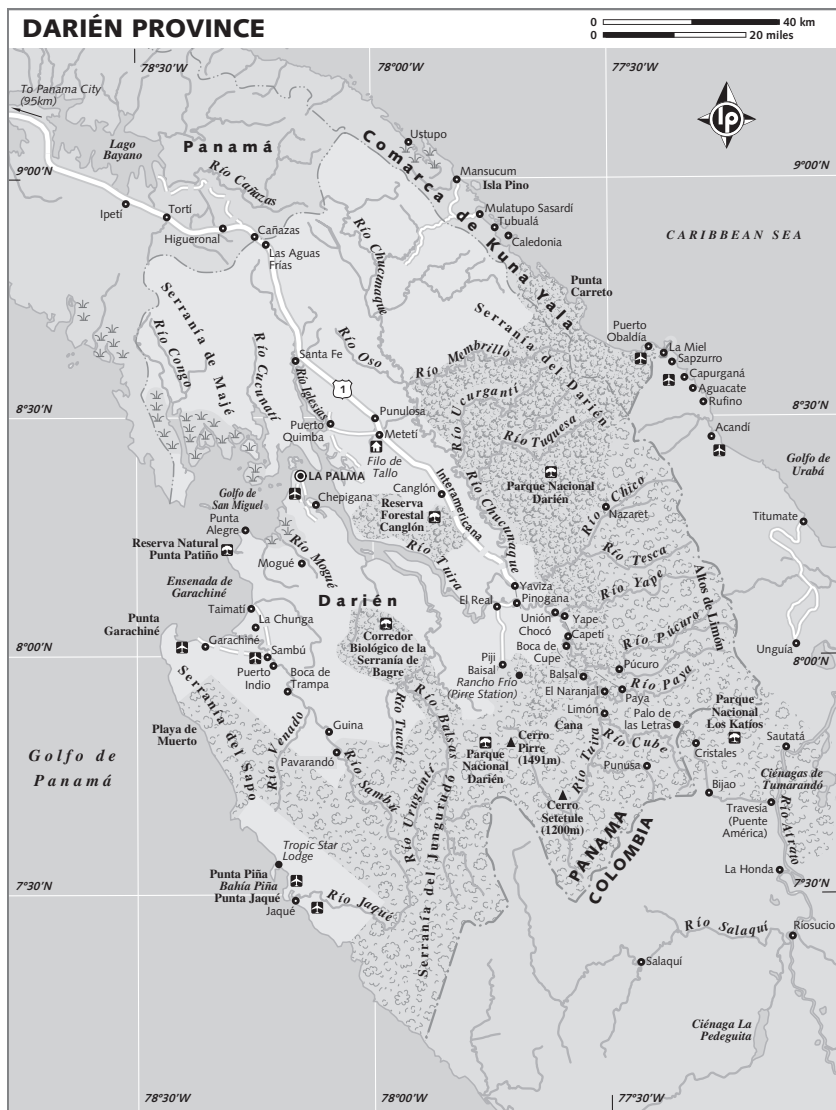 DARIÉN PROVINCE
0 40 km
0 20 miles
78°30'W
78°00'W
77°30'W
To Panama City
(95km)
lp
Ustupo
Lago
Bayano
Panamá
Comarca de Kuna Yala
Mansucum
Isla Pino
9°00'N
9°00'N
Río Cañazas
Ipetí
Tortí
Higueronal
Cañazas
Las Aguas
Frías
Mulatupo Sasardí
Tubualá
Caledonia
CARIBBEAN SEA
Río Chucunaque
Punta
Carreto
Serranía de Majé
Río Congo
Río Cucunatí
Serranía del Darién
Puerto
Obaldía
La Miel
Sapzurro
Capurganá
Aguacate
Rufino
Santa Fe
Río Oso
Río Membrillo
Río Iglesias
1
Río Ucurganti
8°30'N
8°30'N
Acandí
Punulosa
Puerto
Quimba
Metetí
Filo de
Tallo
Río Tuquesa
Golfo de
Urabá
LA PALMA
Parque Nacional
Darién
Golfo de
San Miguel
Chepigana
Canglón
Interamericana
Río Chucunaque
Reserva
Forestal
Canglón
Río Chico
Nazaret
Titumate
Punta
Alegre
Reserva Natural
Punta Patiño
Río Mogué
Mogué
Río Tuira
Río Tesca
Ensenada de
Garachiné
Yaviza
Río Yape
Altos de Limón
Darién
El Real
Pinogana
Taimatí
La Chunga
Unión
Chocó
Yape
Capetí
Boca de
Cupe
Río Púcuro
Punta
Garachiné
Garachiné
Corredor
Biológico de la
Serranía de
Bagre
Unguía
8°00'N
8°00'N
Sambú
Puerto
Indio
Boca de
Trampa
Piji
Baisal
Rancho Frío
(Pirre Station)
Balsal
Púcuro
Río Paya
El Naranjal
Paya
Parque
Nacional
Los Katíos
Limón
Palo de
las Letras
Río Balsas
Río Tucutí
Serranía del Sapo
Río Venado
Playa de
Muerto
Guina
Cana
Cerro
Pirre
(1491m)
Parque
Nacional
Darién
Río Cube
Cristales
Sautatá
Golfo de
Panamá
Pavarandó
Río Sambú
Río Tuira
Punusa
Ciénagas de
Tumarandó
Bijao
Cerro
Setetule
(1200m)
Travesía
(Puente
América)
Río Urugantí
Serranía del Jungurudo
Río Atrato
PANAMA
COLOMBIA
Tropic Star
Lodge
La Honda
Punta Piña
Bahía Piña
Punta Jaqué
Jaqué
Río Jaqué
7°30'N
7°30'N
Río Salaquí
Ríosucio
Salaquí
Ciénaga La
Pedeguita
78°30'W
78°00'W
77°30'W